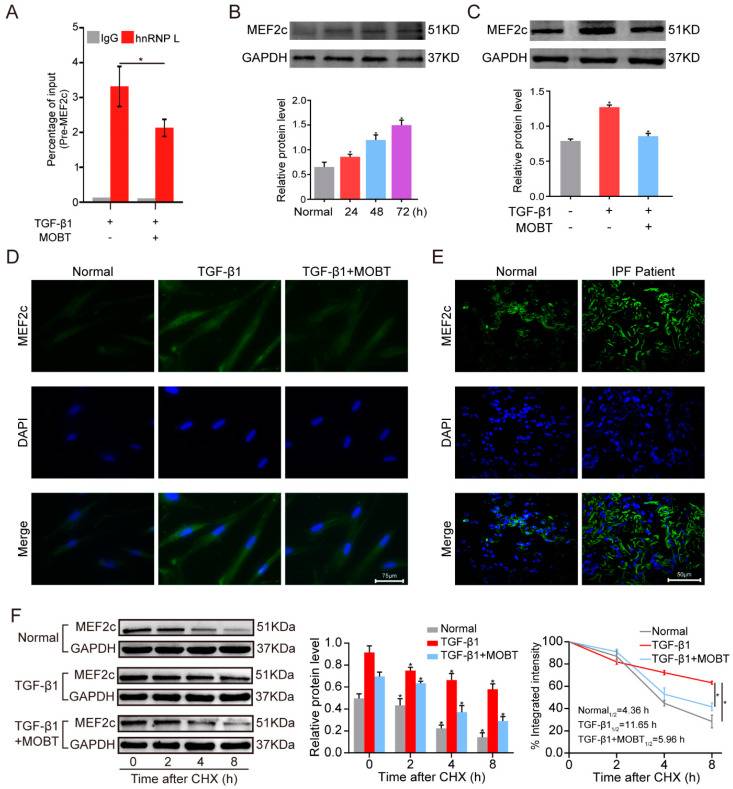 A
IgG hnRNP L
*
Percentage of input
(Pre-MEF2c)
6
4
3
2
1
0
TGF-β1 + +
MOBT - +
B
MEF2c 51KD
GAPDH 37KD
Relative protein level
2.0
1.5
1.0
0.5
0.0
* * *
Normal 24 48 72 (h)
C
MEF2c 51KD
GAPDH 37KD
Relative protein level
1.5
1.0
0.5
0.0
* *
TGF-β1 - + +
MOBT - - +
D
Normal TGF-β1 TGF-β1+MOBT
MEF2c
DAPI
Merge
75μm
E
Normal IPF Patient
MEF2c
DAPI
Merge
50μm
F
Normal MEF2c 51KDa
GAPDH 37KDa
TGF-β1 MEF2c 51KDa
GAPDH 37KDa
TGF-β1
+MOBT
MEF2c 51KDa
GAPDH 37KDa
0 2 4 8
Time after CHX (h)
Normal
TGF-β1
TGF-β1+MOBT
Relative protein level
1.0
0.8
0.6
0.4
0.2
0.0
* * * * * * * * *
0 2 4 8
Time after CHX (h)
Normal
TGF-β1
TGF-β1+MOBT
% Integrated intensity
100
80
60
40
20
0
* *
Normal1/2=4.36 h
TGF-β11/2=11.65 h
TGF-β1+MOBT1/2=5.96 h
0 2 4 8
Time after CHX (h)